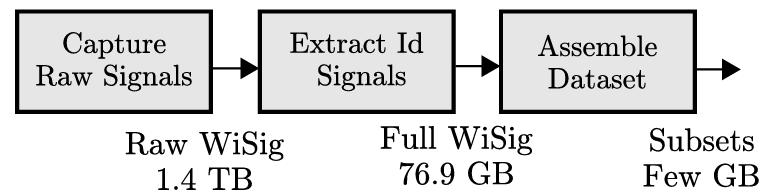 Capture
Raw Signals
Extract Id
Signals
Assemble
Dataset
Raw WiSig
1.4 TB
Full WiSig
76.9 GB
Subsets
Few GB